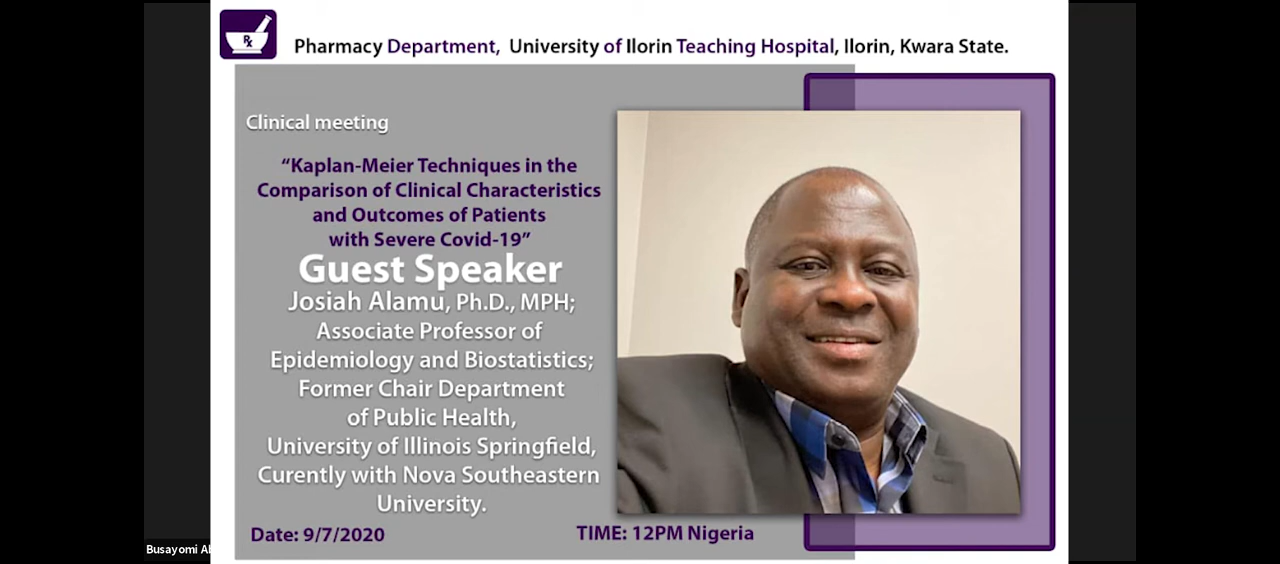 Rx
Pharmacy Department, University of Ilorin Teaching Hospital, Ilorin, Kwara State.
Clinical meeting
“Kaplan-Meier Techniques in the
Comparison of Clinical Characteristics
and Outcomes of Patients
with Severe Covid-19”
Guest Speaker
Josiah Alamu, Ph.D., MPH;
Associate Professor of
Epidemiology and Biostatistics;
Former Chair Department
of Public Health,
University of Illinois Springfield,
Curently with Nova Southeastern
University.
Date: 9/7/2020
TIME: 12PM Nigeria
Busayomi